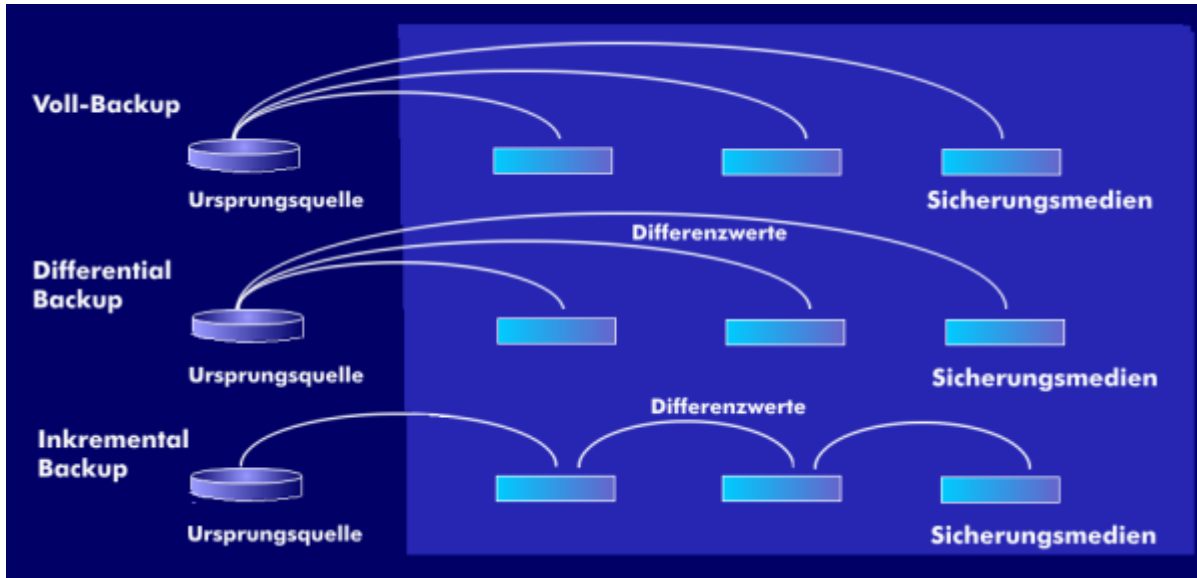 Voll-Backup
Ursprungsquelle
Sicherungsmedien
Differenzwerte
Differential
Backup
Ursprungsquelle
Sicherungsmedien
Differenzwerte
Inkremental
Backup
Ursprungsquelle
Sicherungsmedien